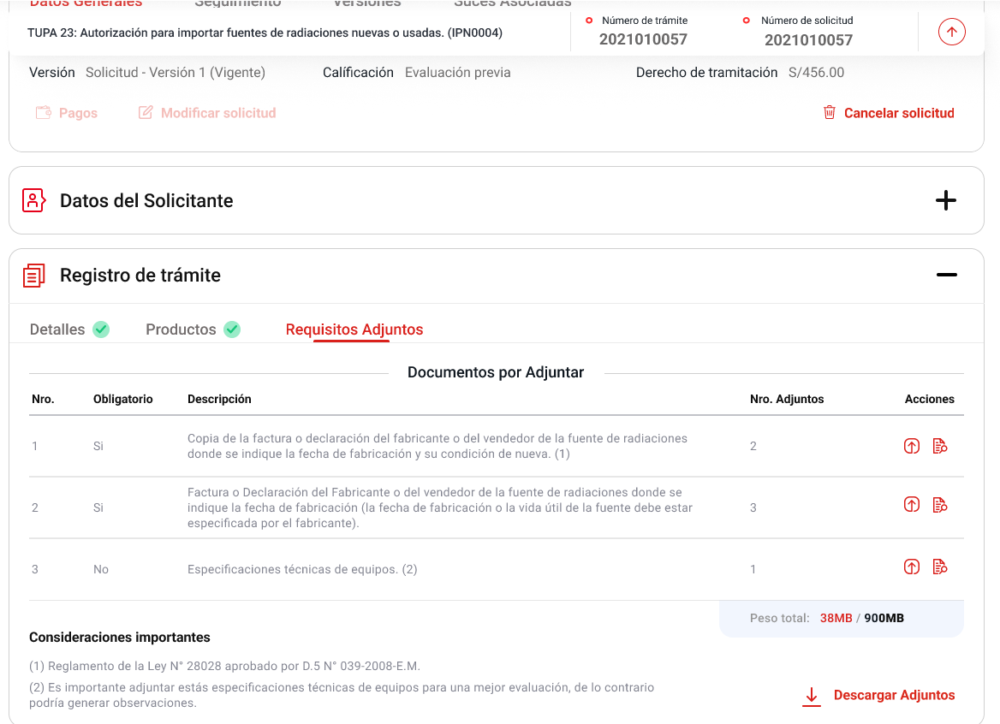 Datos Generales Seguimiento Versiones Suces Asociadas
TUPA 23: Autorización para importar fuentes de radiaciones nuevas o usadas. (IPN0004)
Número de trámite
2021010057
Número de solicitud
2021010057
Versión Solicitud - Versión 1 (Vigente) Calíficación Evaluación previa Derecho de tramitación S/456.00
Pagos Modificar solicitud Cancelar solicitud
Datos del Solicitante
Registro de trámite
Detalles Productos Requisitos Adjuntos
Documentos por Adjuntar
Nro. Obligatorio Descripción Nro. Adjuntos Acciones
1 Si Copia de la factura o declaración del fabricante o del vendedor de la fuente de radiaciones
donde se indique la fecha de fabricación y su condición de nueva. (1) 2
2 Si Factura o Declaración del Fabricante o del vendedor de la fuente de radiaciones donde se
indique la fecha de fabricación (la fecha de fabricación o la vida útil de la fuente debe estar
especificada por el fabricante). 3
3 No Especificaciones técnicas de equipos. (2) 1
Peso total: 38MB / 900MB
Consideraciones importantes
(1) Reglamento de la Ley N° 28028 aprobado por D.5 N° 039-2008-E.M.
(2) Es importante adjuntar estás especificaciones técnicas de equipos para una mejor evaluación, de lo contrario
podría generar observaciones.
Descargar Adjuntos